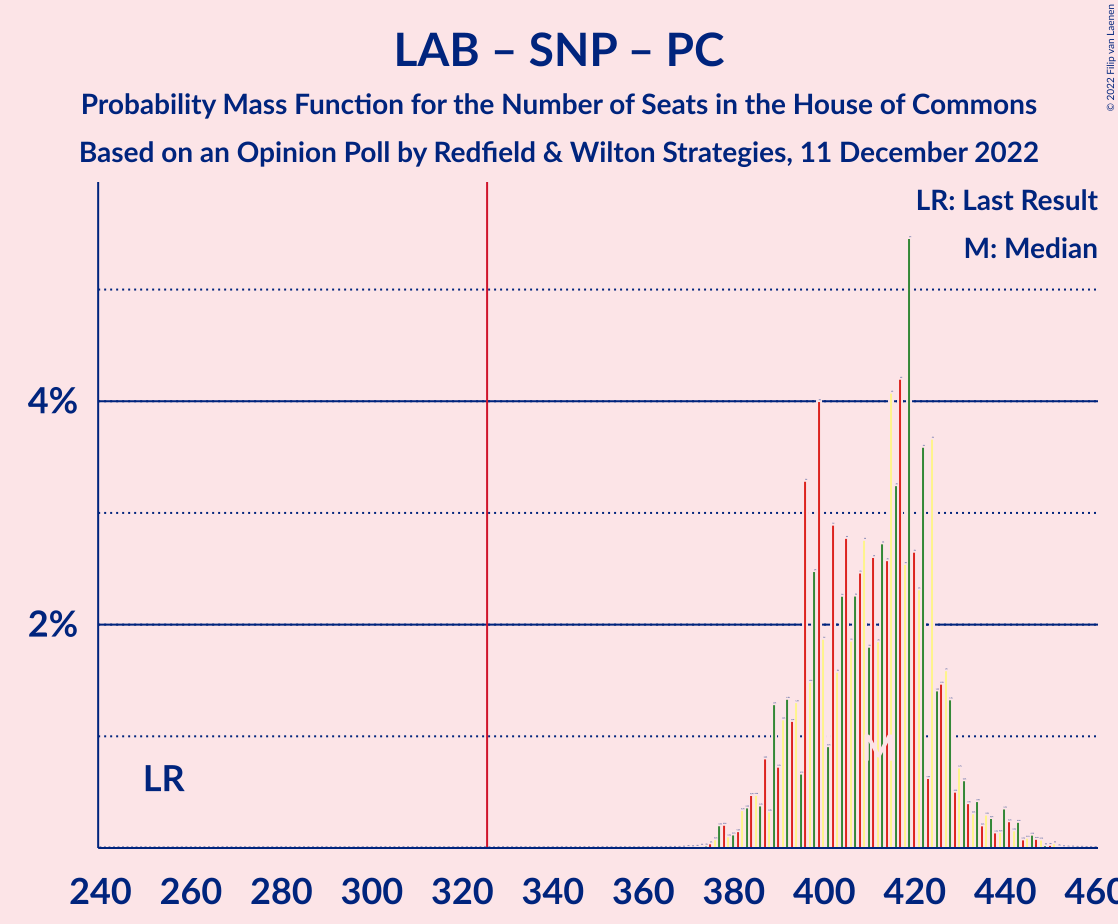 LAB – SNP – PC
Probability Mass Function for the Number of Seats in the House of Commons
Based on an Opinion Poll by Redfield & Wilton Strategies, 11 December 2022
© 2022 Filip van Laenen
LR: Last Result
M: Median
4%
2%
LR
240 260 280 300 320 340 360 380 400 420 440 460